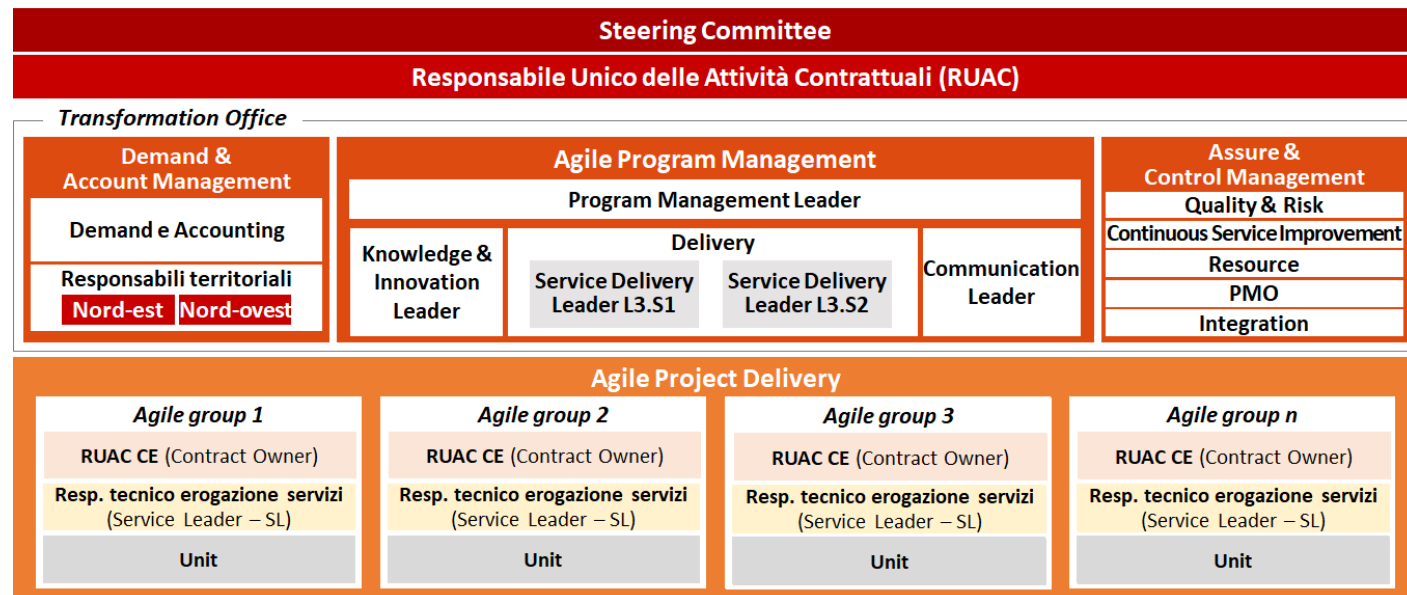 Steering Committee
Responsabile Unico delle Attività Contrattuali (RUAC)
Transformation Office
Demand &
Account Management
Demand e Accounting
Responsabili territoriali
Nord-est
Nord-ovest
Agile Program Management
Program Management Leader
Knowledge &
Innovation
Leader
Delivery
Service Delivery
Leader L3.S1
Service Delivery
Leader L3.S2
Communication
Leader
Assure &
Control Management
Quality & Risk
Continuous Service Improvement
Resource
PMO
Integration
Agile Project Delivery
Agile group 1
RUAC CE (Contract Owner)
Resp. tecnico erogazione servizi
(Service Leader – SL)
Unit
Agile group 2
RUAC CE (Contract Owner)
Resp. tecnico erogazione servizi
(Service Leader – SL)
Unit
Agile group 3
RUAC CE (Contract Owner)
Resp. tecnico erogazione servizi
(Service Leader – SL)
Unit
Agile group n
RUAC CE (Contract Owner)
Resp. tecnico erogazione servizi
(Service Leader – SL)
Unit